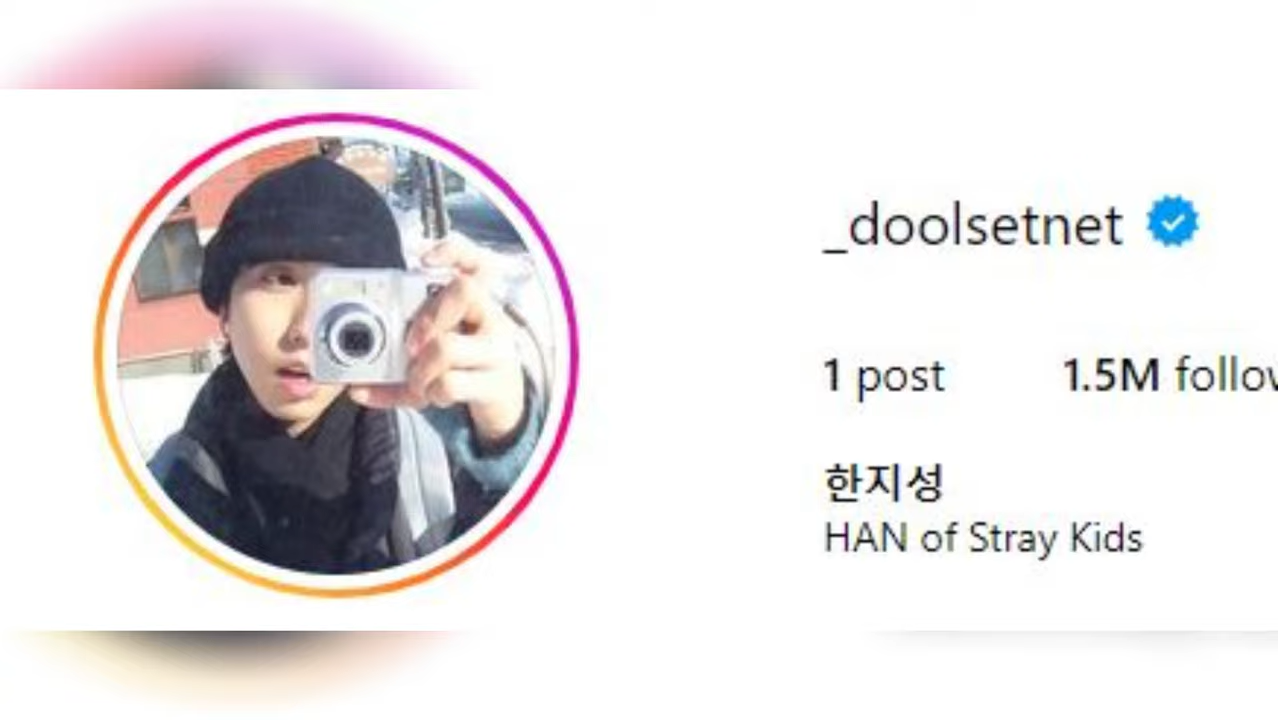 _doolsetnet
1 post 1.5M
한지성
HAN of Stray Kids